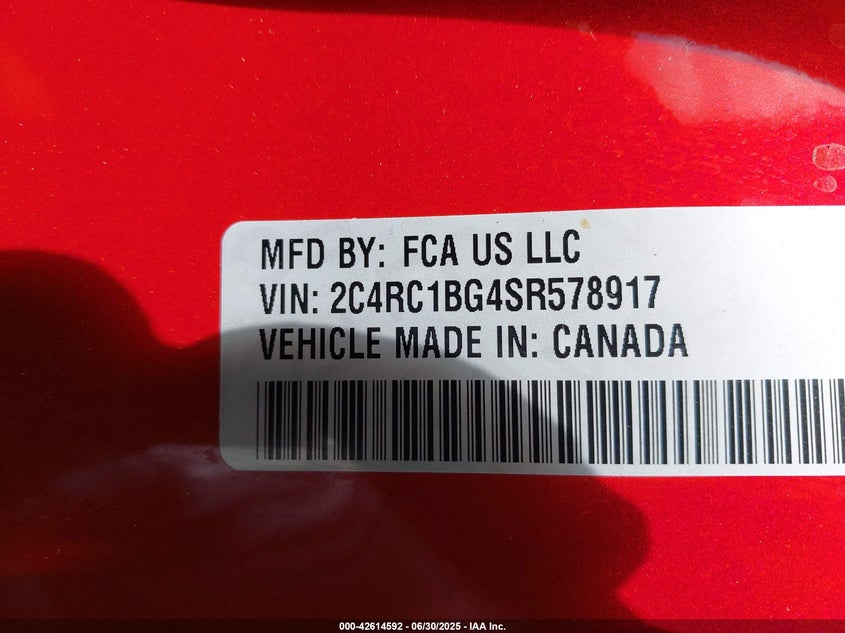 MFD BY: FCA US LLC
VIN: 2C4RC1BG4SR578917
VEHICLE MADE IN: CANADA
000-42614592 - 06/30/2025 - IAA Inc.